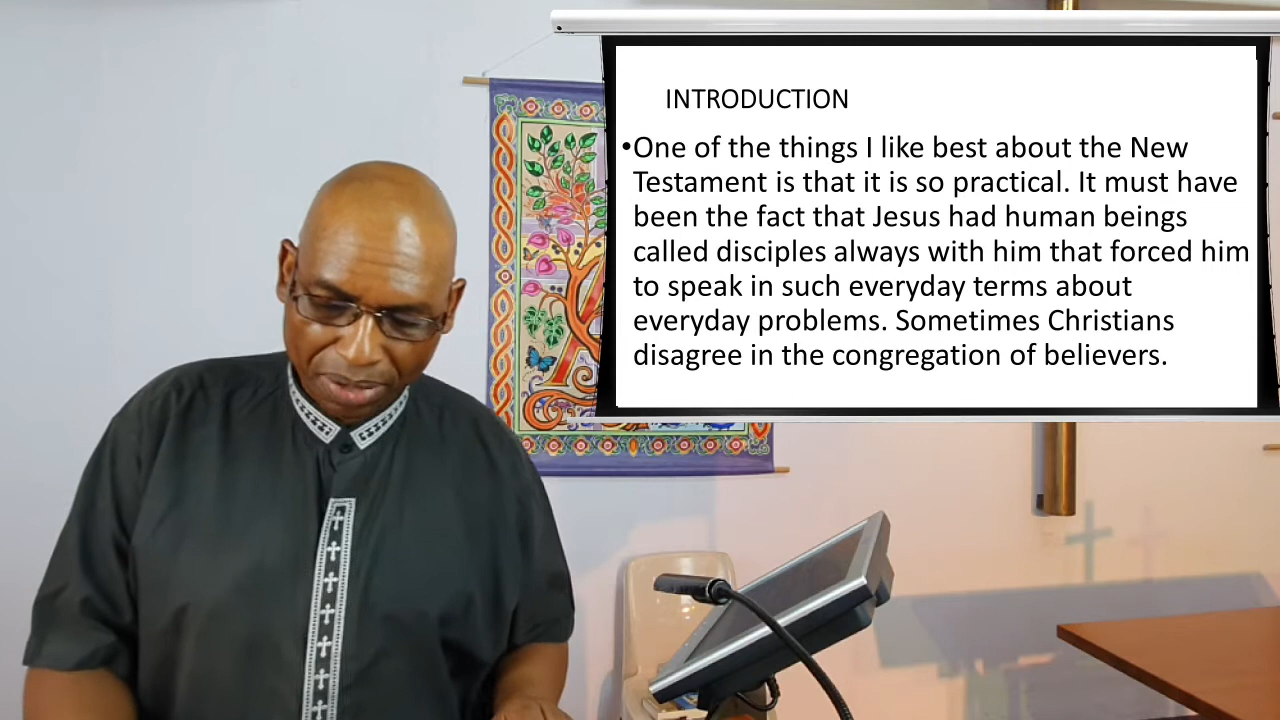 INTRODUCTION
•One of the things I like best about the New
Testament is that it is so practical. It must have
been the fact that Jesus had human beings
called disciples always with him that forced him
to speak in such everyday terms about
everyday problems. Sometimes Christians
disagree in the congregation of believers.